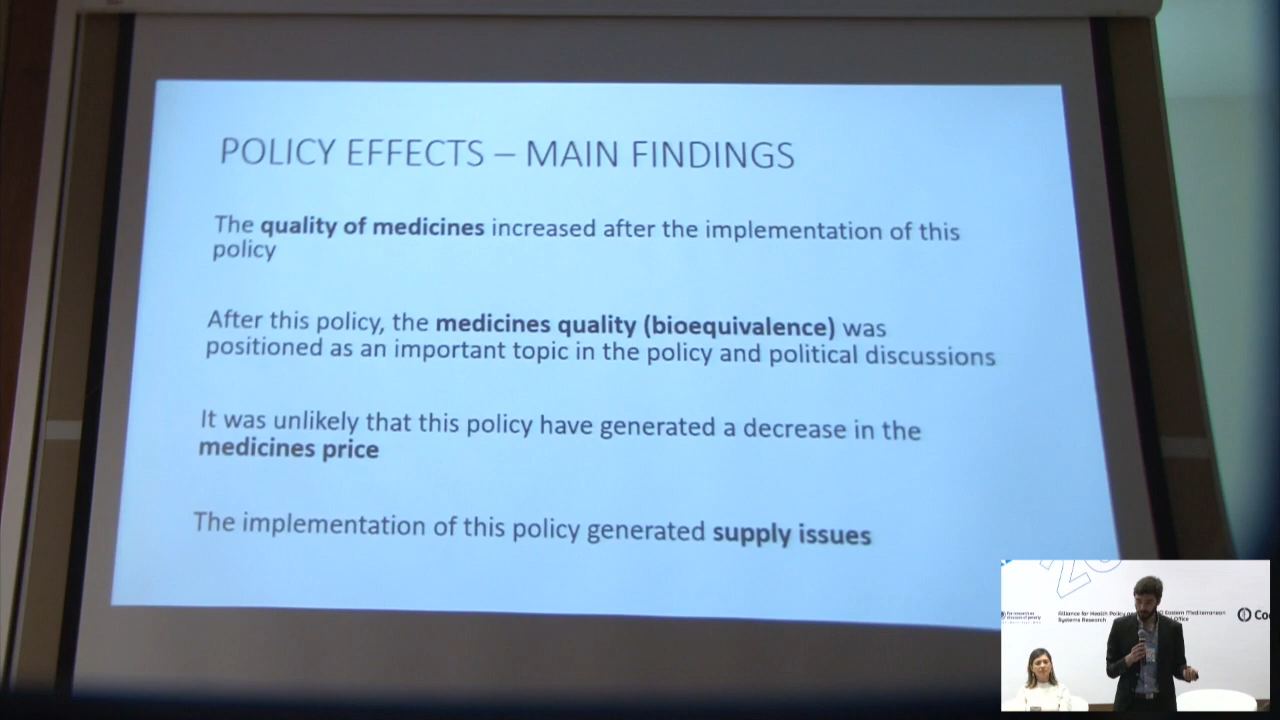 POLICY EFFECTS – MAIN FINDINGS
The quality of medicines increased after the implementation of this
policy
After this policy, the medicines quality (bioequivalence) was
positioned as an important topic in the policy and political discussions
It was unlikely that this policy have generated a decrease in the
medicines price
The implementation of this policy generated supply issues
Alliance for Health Policy
Systems Research
Eastern Mediterranean
Office
Co